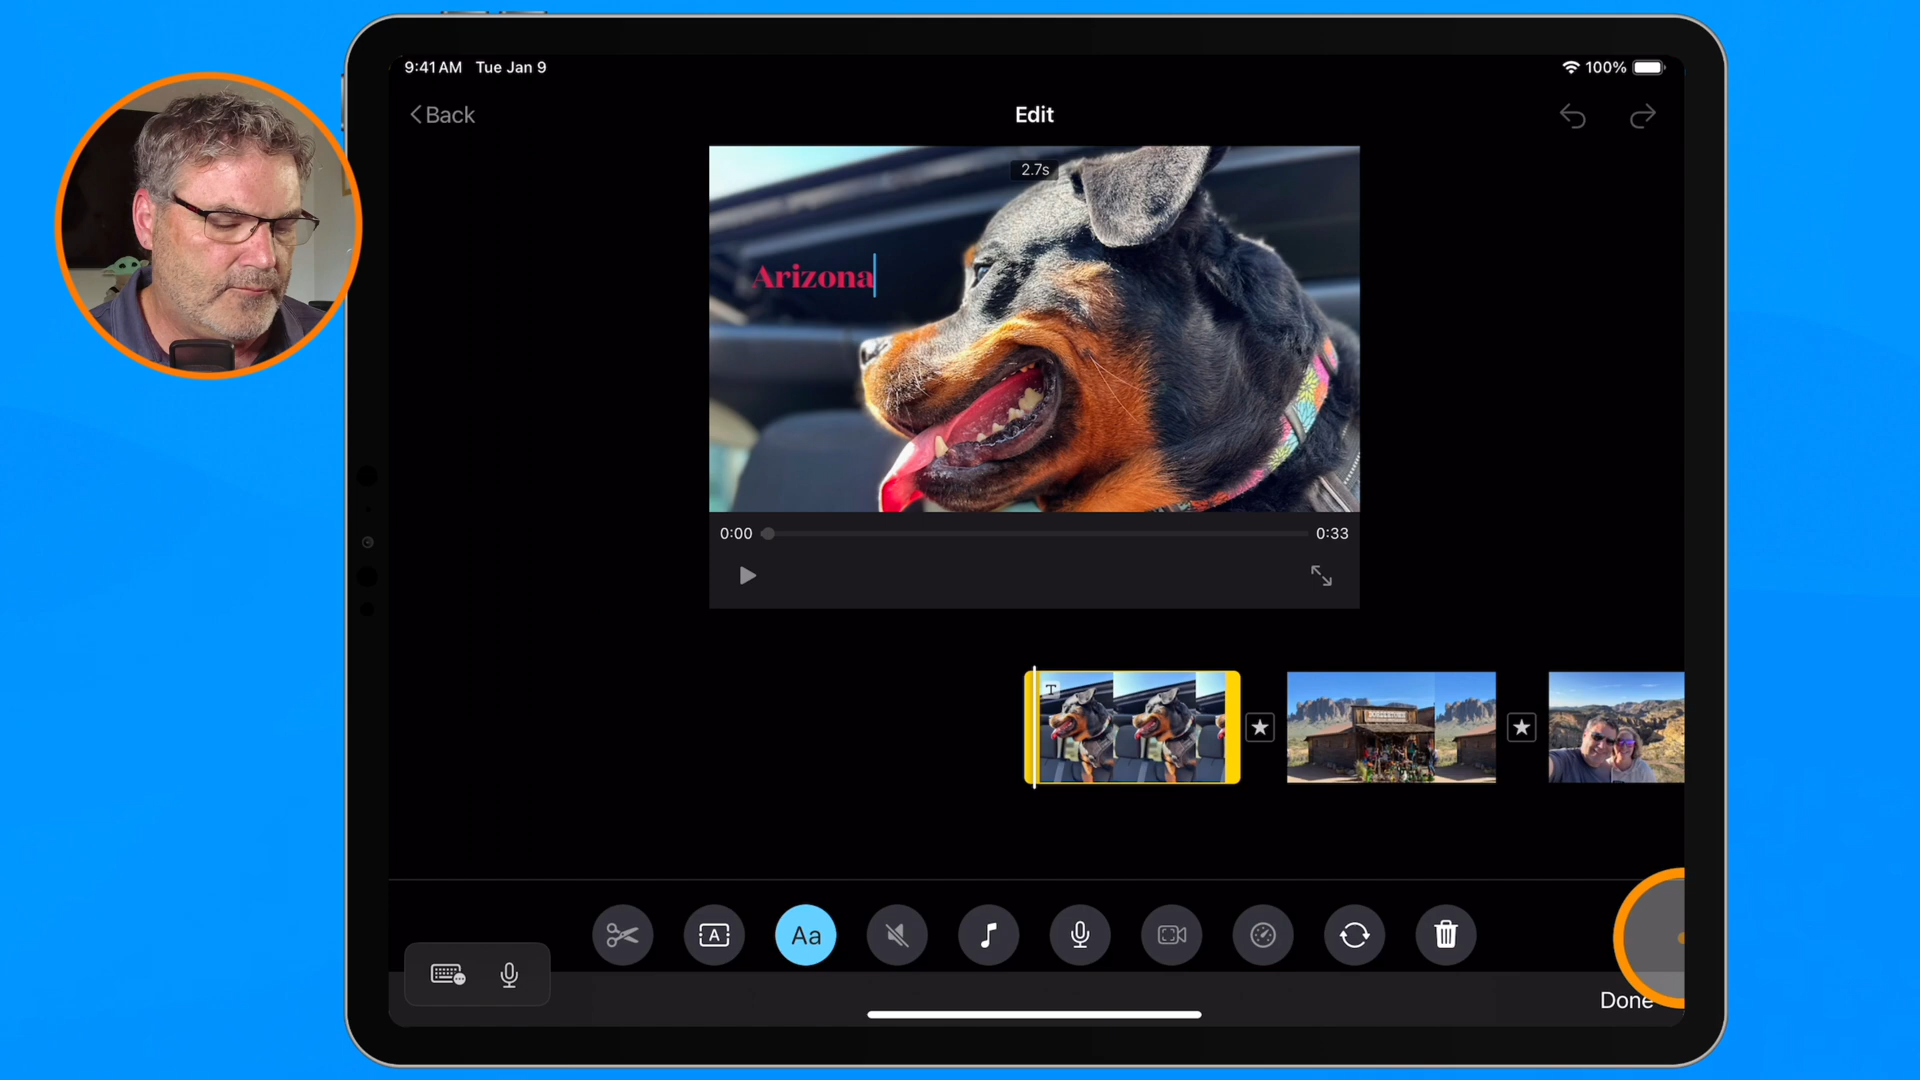 9:41 AM Tue Jan 9
100%
Back
Edit
2.7s
Arizona
0:00
0:33
T
A
Aa
Done